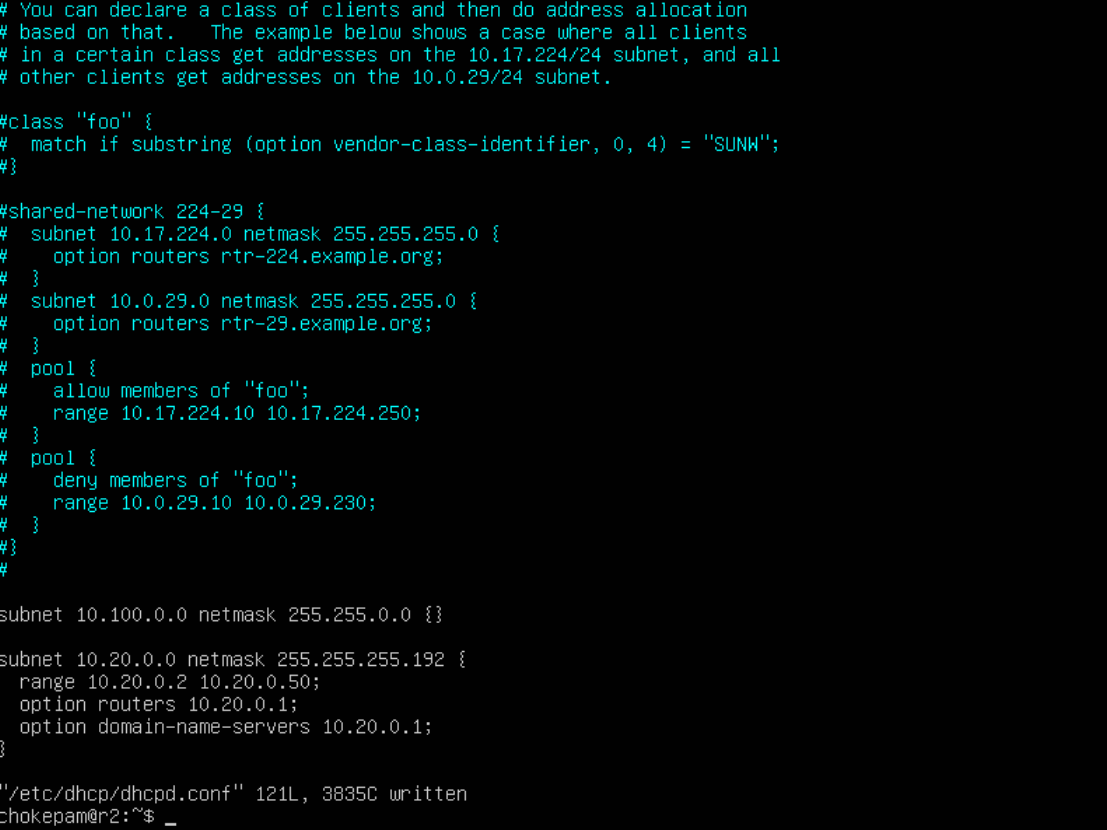 # You can declare a class of clients and then do address allocation
# based on that.   The example below shows a case where all clients
# in a certain class get addresses on the 10.17.224/24 subnet, and all
# other clients get addresses on the 10.0.29/24 subnet.

#class "foo" {
#  match if substring (option vendor-class-identifier, 0, 4) = "SUNW";
#}

#shared-network 224-29 {
#  subnet 10.17.224.0 netmask 255.255.255.0 {
#    option routers rtr-224.example.org;
#  }
#  subnet 10.0.29.0 netmask 255.255.255.0 {
#    option routers rtr-29.example.org;
#  }
#  pool {
#    allow members of "foo";
#    range 10.17.224.10 10.17.224.250;
#  }
#  pool {
#    deny members of "foo";
#    range 10.0.29.10 10.0.29.230;
#  }
#}
#

subnet 10.100.0.0 netmask 255.255.0.0 {}

subnet 10.20.0.0 netmask 255.255.255.192 {
  range 10.20.0.2 10.20.0.50;
  option routers 10.20.0.1;
  option domain-name-servers 10.20.0.1;
}

"/etc/dhcp/dhcpd.conf" 121L, 3835C written
chokepam@r2:~$ _